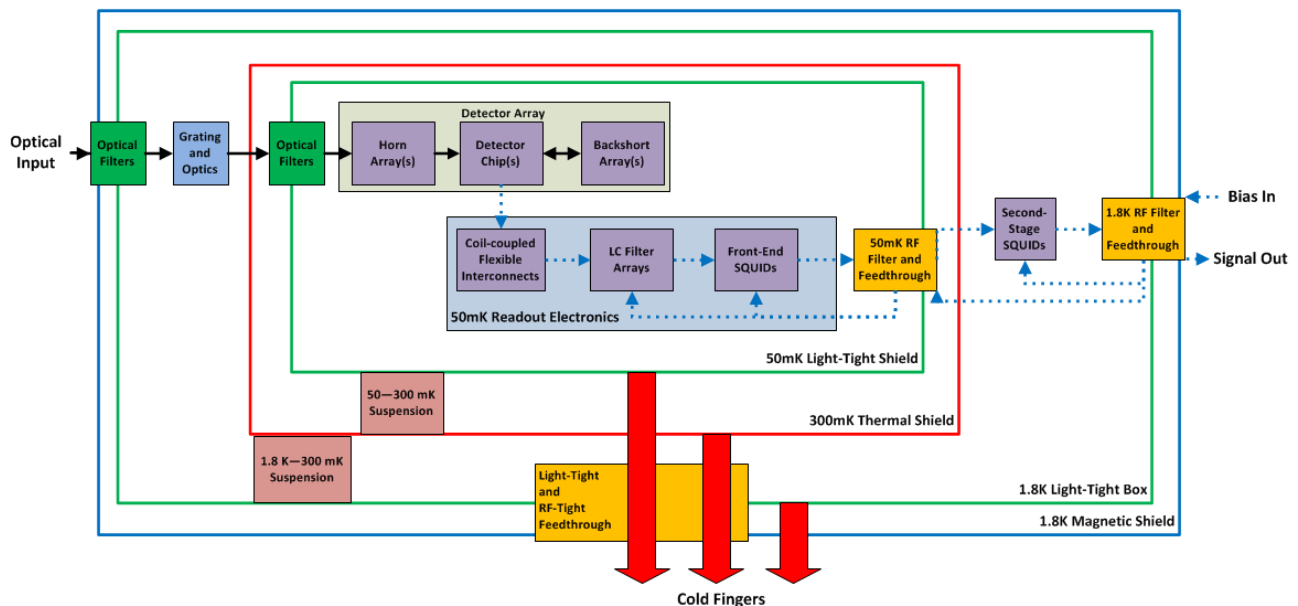 Detector Array
Optical
Input
Optical
Filters
Grating
and
Optics
Optical
Filters
Horn
Array(s)
Detector
Chip(s)
Backshort
Array(s)
Bias In
Signal Out
Coil-coupled
Flexible
Interconnects
LC Filter
Arrays
Front-End
SQUIDs
50mK RF
Filter and
Feedthrough
Second-
Stage
SQUIDs
1.8K RF Filter
and
Feedthrough
50mK Readout Electronics
50mK Light-Tight Shield
50—300 mK
Suspension
300mK Thermal Shield
1.8 K—300 mK
Suspension
Light-Tight
and
RF-Tight
Feedthrough
1.8K Light-Tight Box
1.8K Magnetic Shield
Cold Fingers